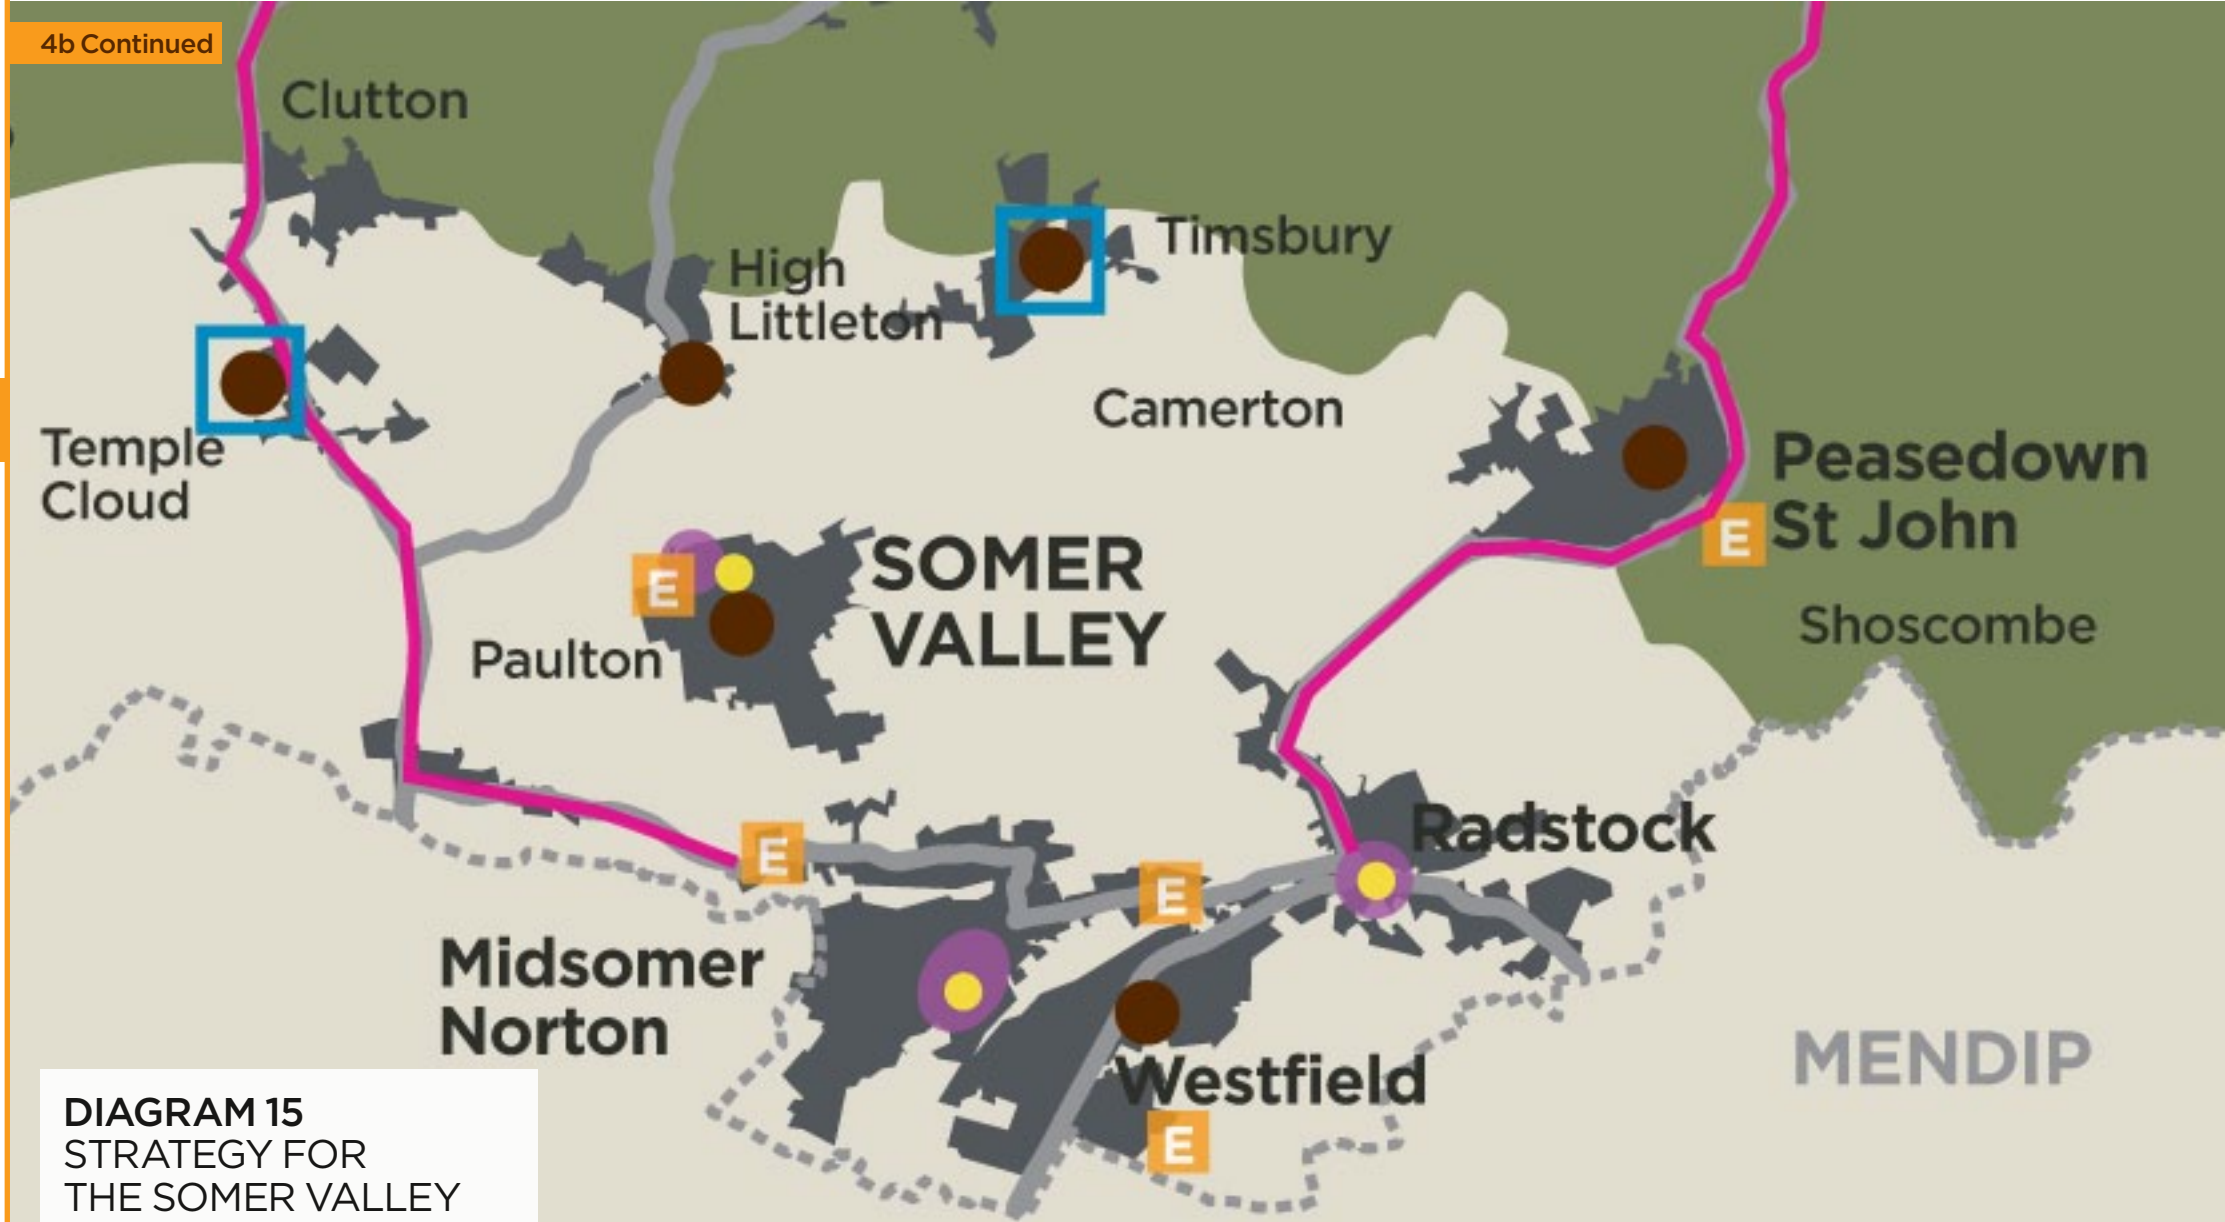 4b Continued
Clutton
Timsbury
High
Littleton
Camerton
Temple
Cloud
Peasedown
St John
E
SOMER
VALLEY
E
Paulton
Shoscombe
Radstock
E
E
Midsomer
Norton
MENDIP
Westfield
E
DIAGRAM 15
STRATEGY FOR
THE SOMER VALLEY